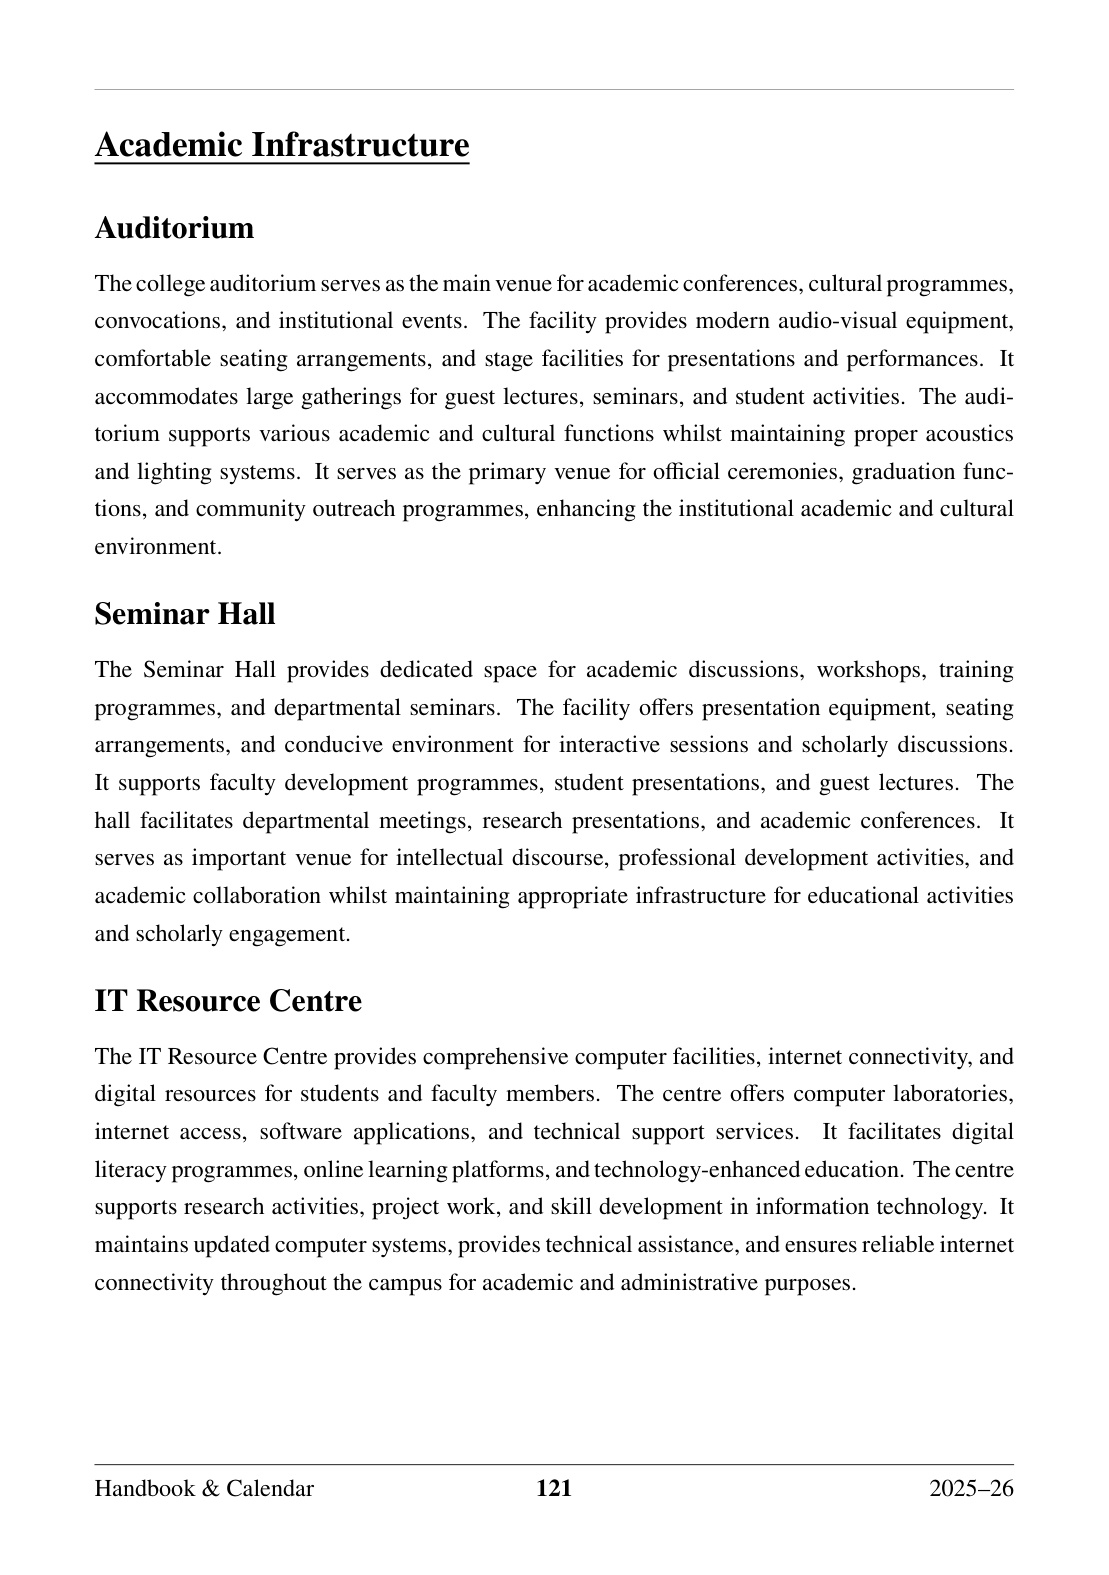 Academic Infrastructure
Auditorium
The college auditorium serves as the main venue for academic conferences, cultural programmes,
convocations, and institutional events. The facility provides modern audio-visual equipment,
comfortable seating arrangements, and stage facilities for presentations and performances. It
accommodates large gatherings for guest lectures, seminars, and student activities. The audi-
torium supports various academic and cultural functions whilst maintaining proper acoustics
and lighting systems. It serves as the primary venue for official ceremonies, graduation func-
tions, and community outreach programmes, enhancing the institutional academic and cultural
environment.
Seminar Hall
The Seminar Hall provides dedicated space for academic discussions, workshops, training
programmes, and departmental seminars. The facility offers presentation equipment, seating
arrangements, and conducive environment for interactive sessions and scholarly discussions.
It supports faculty development programmes, student presentations, and guest lectures. The
hall facilitates departmental meetings, research presentations, and academic conferences. It
serves as important venue for intellectual discourse, professional development activities, and
academic collaboration whilst maintaining appropriate infrastructure for educational activities
and scholarly engagement.
IT Resource Centre
The IT Resource Centre provides comprehensive computer facilities, internet connectivity, and
digital resources for students and faculty members. The centre offers computer laboratories,
internet access, software applications, and technical support services. It facilitates digital
literacy programmes, online learning platforms, and technology-enhanced education. The centre
supports research activities, project work, and skill development in information technology. It
maintains updated computer systems, provides technical assistance, and ensures reliable internet
connectivity throughout the campus for academic and administrative purposes.
Handbook & Calendar 121 2025–26